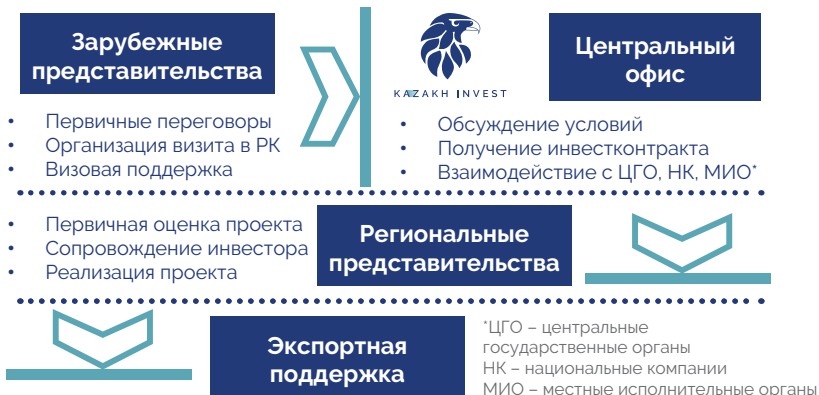 Зарубежные
представительства
• Первичные переговоры
• Организация визита в РК
• Визовая поддержка
KAZAKH INVEST
Центральный
офис
• Обсуждение условий
• Получение инвестконтракта
• Взаимодействие с ЦГО, НК, МИО*
• Первичная оценка проекта
• Сопровождение инвестора
• Реализация проекта
Региональные
представительства
Экспортная
поддержка
*ЦГО – центральные
государственные органы
НК – национальные компании
МИО – местные исполнительные органы